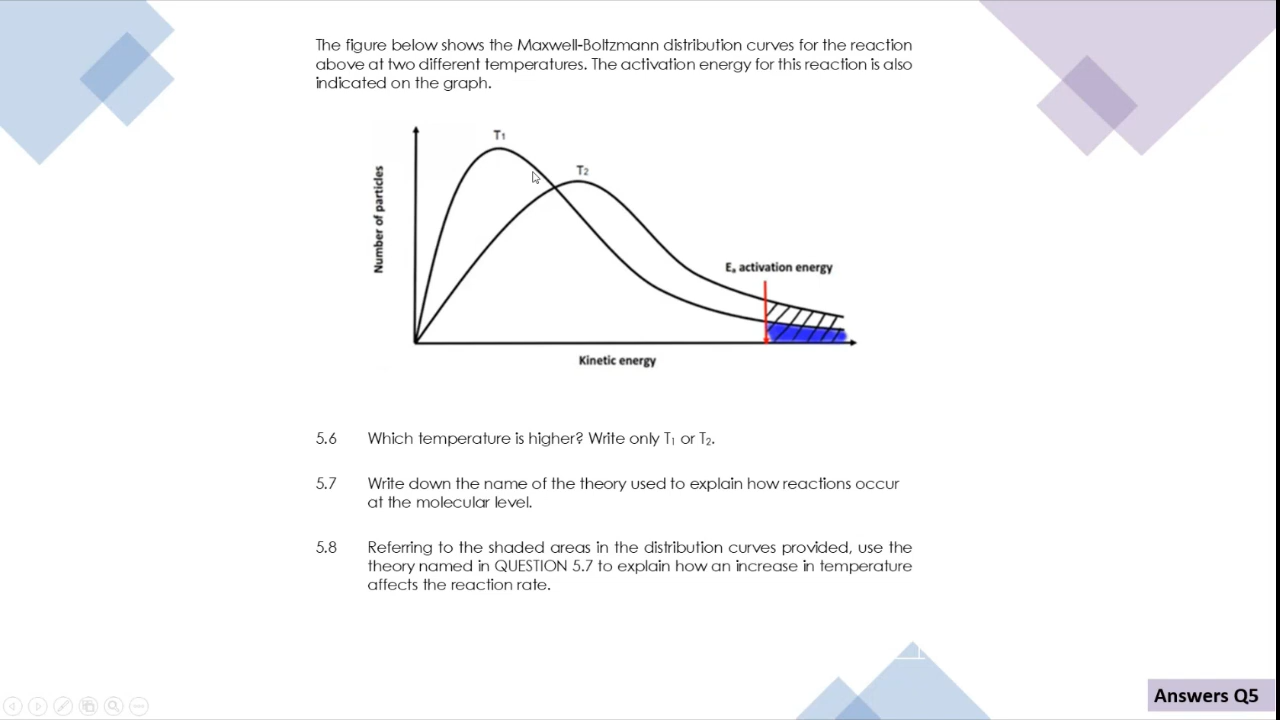 The figure below shows the Maxwell-Boltzmann distribution curves for the reaction
above at two different temperatures. The activation energy for this reaction is also
indicated on the graph.
T₁
T₂
Number of particles
Eₐ activation energy
Kinetic energy
5.6 Which temperature is higher? Write only T₁ or T₂.
5.7 Write down the name of the theory used to explain how reactions occur
at the molecular level.
5.8 Referring to the shaded areas in the distribution curves provided, use the
theory named in QUESTION 5.7 to explain how an increase in temperature
affects the reaction rate.
Answers Q5